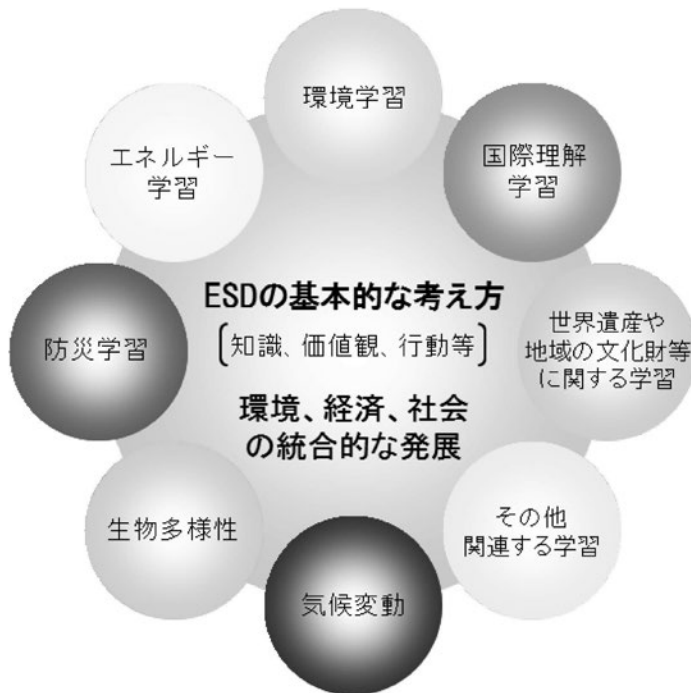 環境学習
国際理解
学習
世界遺産や
地域の文化財等
に関する学習
その他
関連する学習
気候変動
生物多様性
防災学習
エネルギー
学習
ESDの基本的な考え方
[知識、価値観、行動等]
環境、経済、社会
の統合的な発展